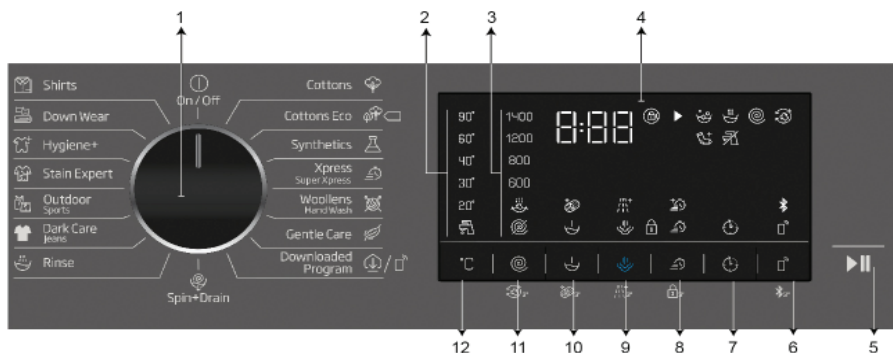 1
2
3
4
Shirts
On / Off
Cottons
Down Wear
Cottons Eco
Hygiene+
Synthetics
Stain Expert
Xpress
Super Xpress
Outdoor
Sports
Woollens
Hand Wash
Dark Care
Jeans
Gentle Care
Rinse
Downloaded
Program
Spin+Drain
90°
60°
40°
30°
20°
1400
1200
800
600
8:88
°C
12
11
10
9
8
7
6
5